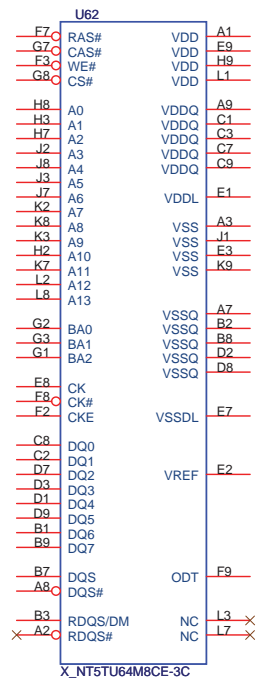 U62
F7 RAS# VDD A1
G7 CAS# VDD E9
F3 WE# VDD H9
G8 CS# VDD L1
H8 A0 VDDQ A9
H3 A1 VDDQ C1
H7 A2 VDDQ C3
J2 A3 VDDQ C7
J8 A4 VDDQ C9
J3 A5
J7 A6 VDDL E1
K2 A7
K8 A8 VSS A3
K3 A9 VSS J1
H2 A10 VSS E3
K7 A11 VSS K9
L2 A12
L8 A13
VSSQ A7
G2 BA0 VSSQ B2
G3 BA1 VSSQ B8
G1 BA2 VSSQ D2
VSSQ D8
E8 CK
F8 CK#
F2 CKE VSSDL E7
C8 DQ0
C2 DQ1
D7 DQ2 VREF E2
D3 DQ3
D1 DQ4
D9 DQ5
B1 DQ6
B9 DQ7
B7 DQS ODT F9
A8 DQS#
B3 RDQS/DM NC L3
A2 RDQS# NC L7
X_NT5TU64M8CE-3C